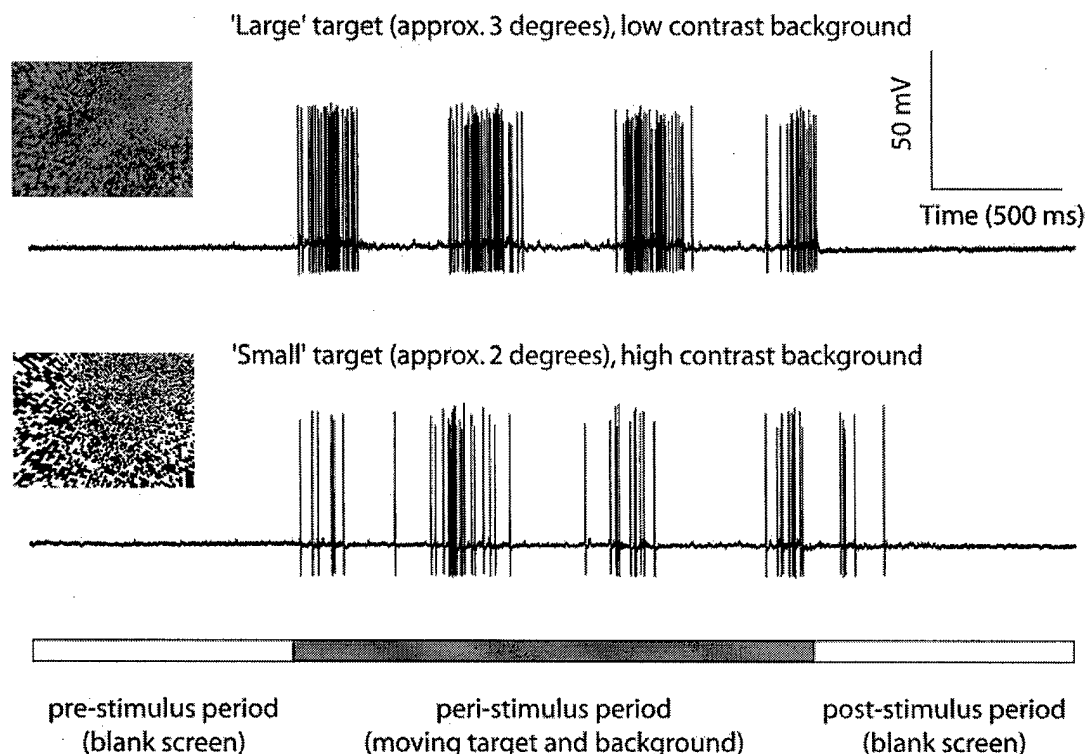 'Large' target (approx. 3 degrees), low contrast background
50 mV
Time (500 ms)
'Small' target (approx. 2 degrees), high contrast background
pre-stimulus period
(blank screen)
peri-stimulus period
(moving target and background)
post-stimulus period
(blank screen)